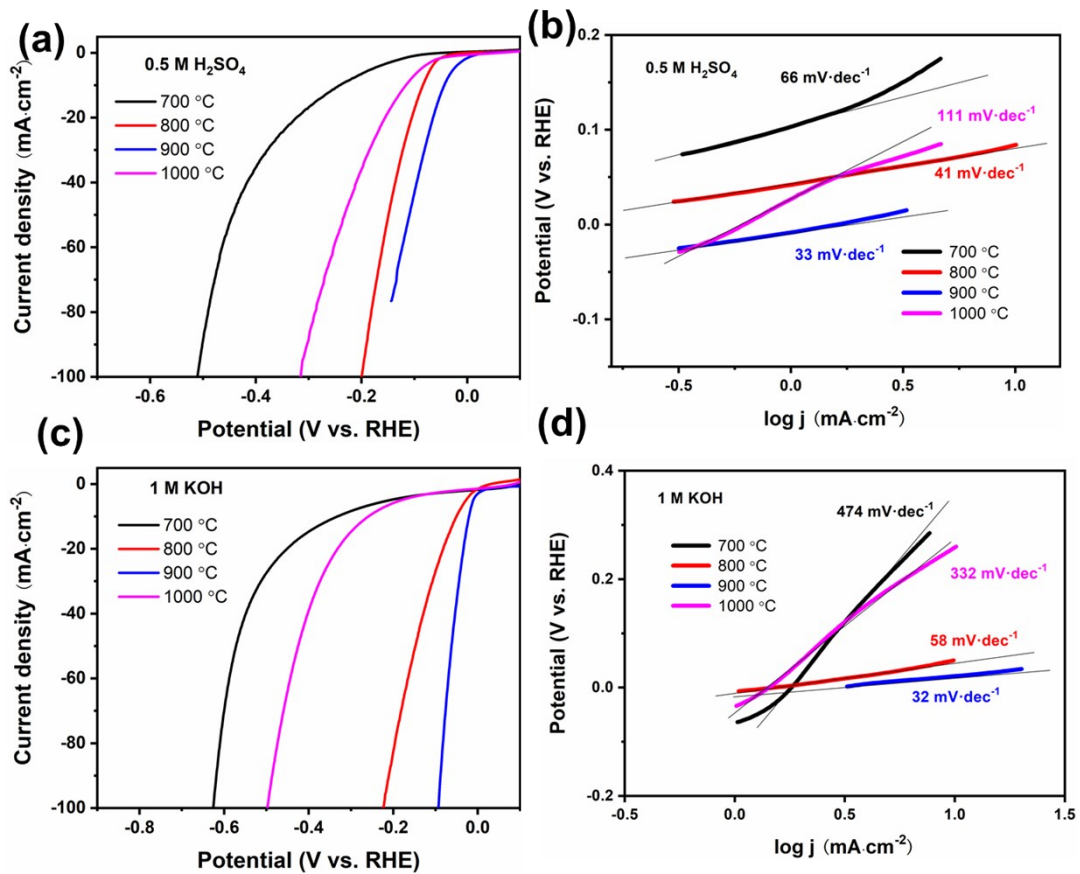 (a)
0.5 M H₂SO₄
700 °C
800 °C
900 °C
1000 °C
Current density (mA·cm⁻²)
0
-20
-40
-60
-80
-100
-0.6
-0.4
-0.2
0.0
Potential (V vs. RHE)
(b)
0.5 M H₂SO₄
66 mV·dec⁻¹
111 mV·dec⁻¹
41 mV·dec⁻¹
33 mV·dec⁻¹
700 °C
800 °C
900 °C
1000 °C
Potential (V vs. RHE)
0.2
0.1
0.0
-0.1
-0.5
0.0
0.5
1.0
log j (mA·cm⁻²)
(c)
1 M KOH
700 °C
800 °C
900 °C
1000 °C
Current density (mA·cm⁻²)
0
-20
-40
-60
-80
-100
-0.8
-0.6
-0.4
-0.2
0.0
Potential (V vs. RHE)
(d)
1 M KOH
474 mV·dec⁻¹
700 °C
800 °C
900 °C
1000 °C
332 mV·dec⁻¹
58 mV·dec⁻¹
32 mV·dec⁻¹
Potential (V vs. RHE)
0.4
0.2
0.0
-0.2
-0.5
0.0
0.5
1.0
1.5
log j (mA·cm⁻²)